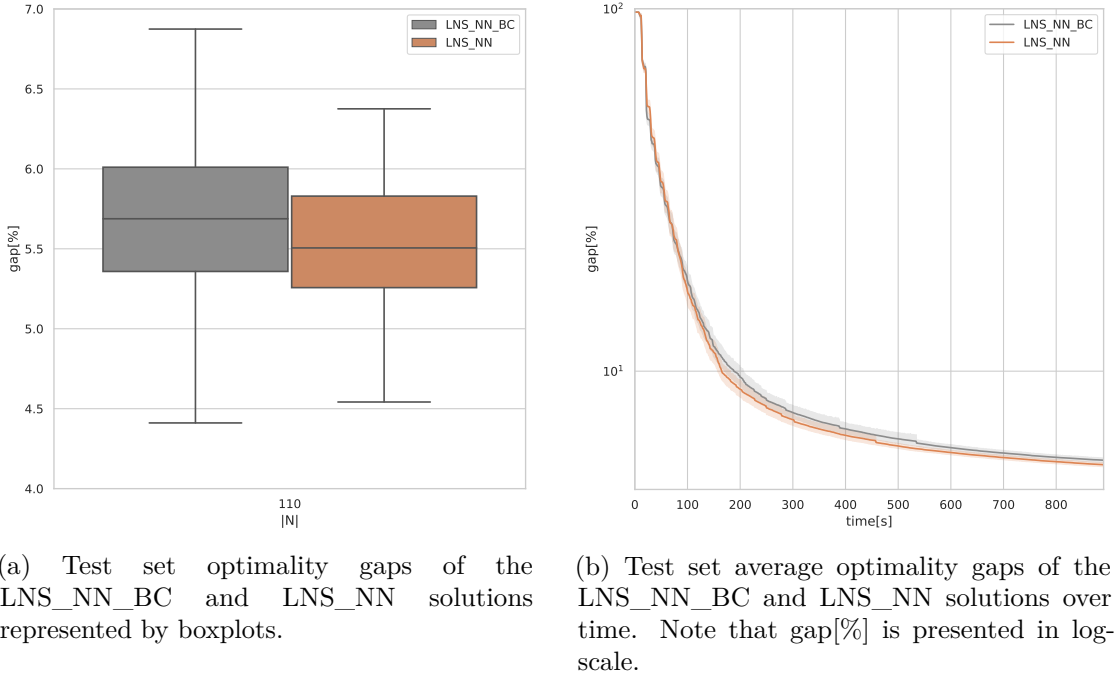 7.0
6.5
6.0
5.5
5.0
4.5
4.0
gap[%]
LNS_NN_BC
LNS_NN
110
|N|
10²
10¹
gap[%]
LNS_NN_BC
LNS_NN
0 100 200 300 400 500 600 700 800
time[s]
a) Test set optimality gaps of the
LNS_NN_BC and LNS_NN solutions
represented by boxplots.
(b) Test set average optimality gaps of the
LNS_NN_BC and LNS_NN solutions over
time. Note that gap[%] is presented in log-
scale.